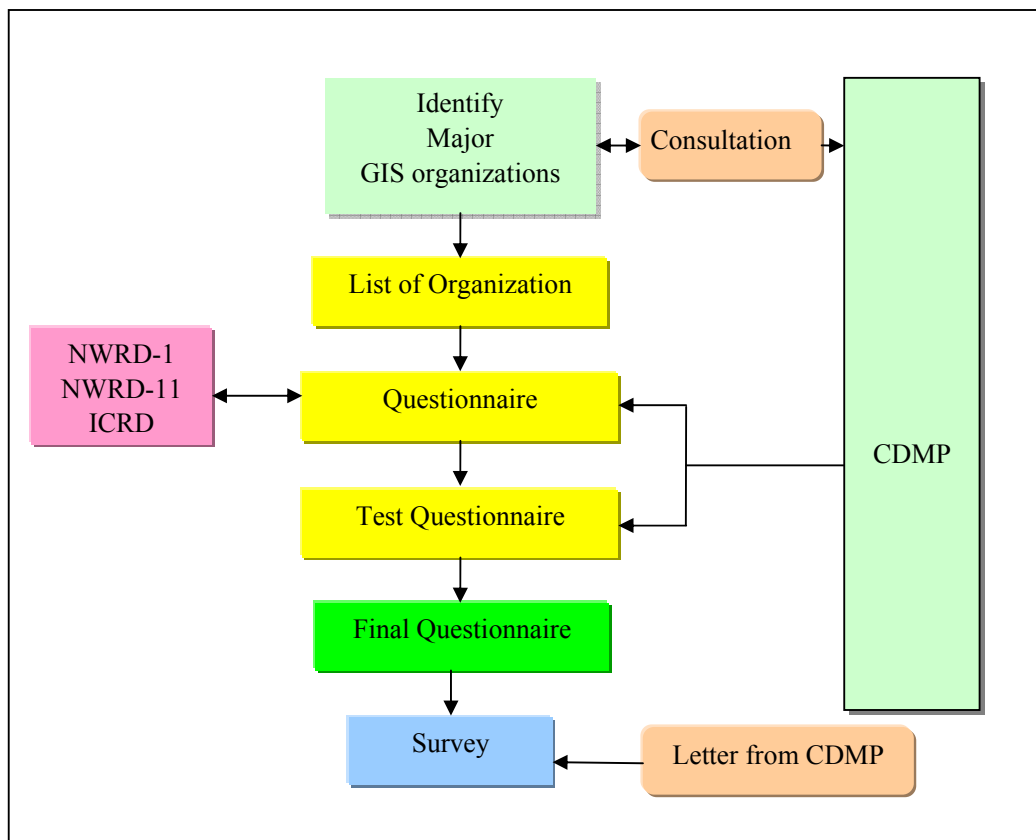 Identify
Major
GIS organizations
Consultation
List of Organization
NWRD-1
NWRD-11
ICRD
Questionnaire
CDMP
Test Questionnaire
Final Questionnaire
Survey
Letter from CDMP